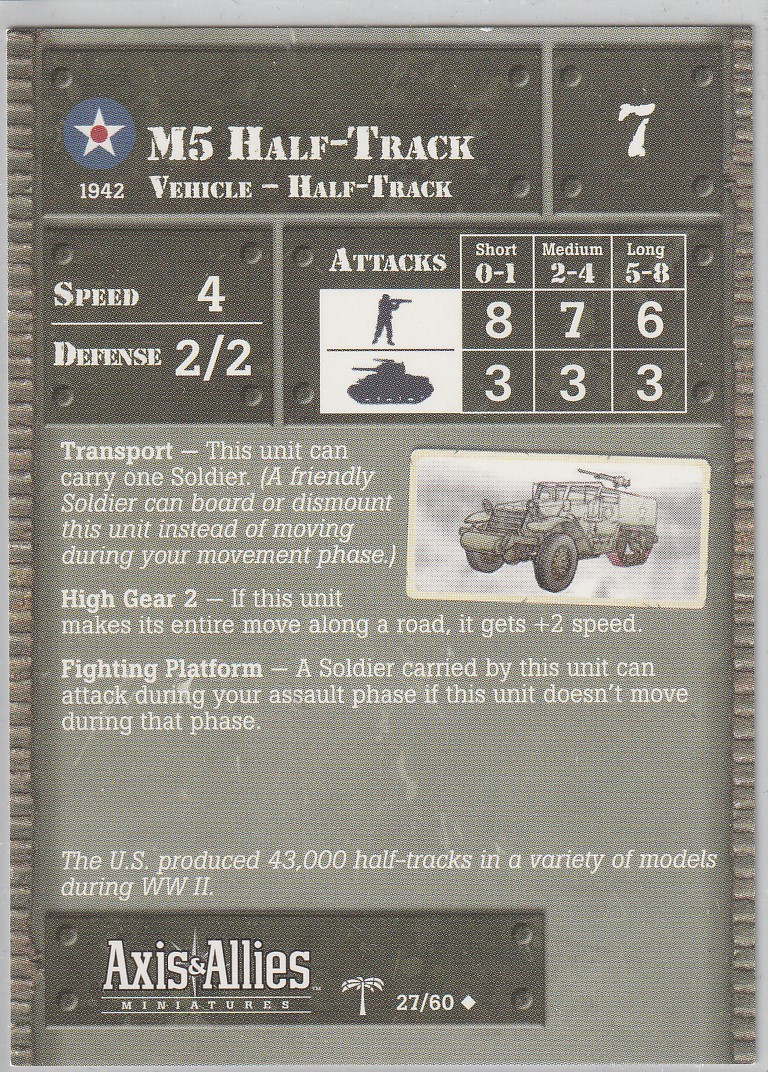 M5 Half-Track
7
1942
Vehicle – Half-Track
Speed 4
Defense 2/2
Attacks
Short Medium Long
0-1 2-4 5-8
8 7 6
3 3 3
Transport – This unit can
carry one Soldier. (A friendly
Soldier can board or dismount
this unit instead of moving
during your movement phase.)
High Gear 2 – If this unit
makes its entire move along a road, it gets +2 speed.
Fighting Platform – A Soldier carried by this unit can
attack during your assault phase if this unit doesn't move
during that phase.
The U.S. produced 43,000 half-tracks in a variety of models
during WW II.
Axis & Allies™
MINIATURES
27/60 ◆